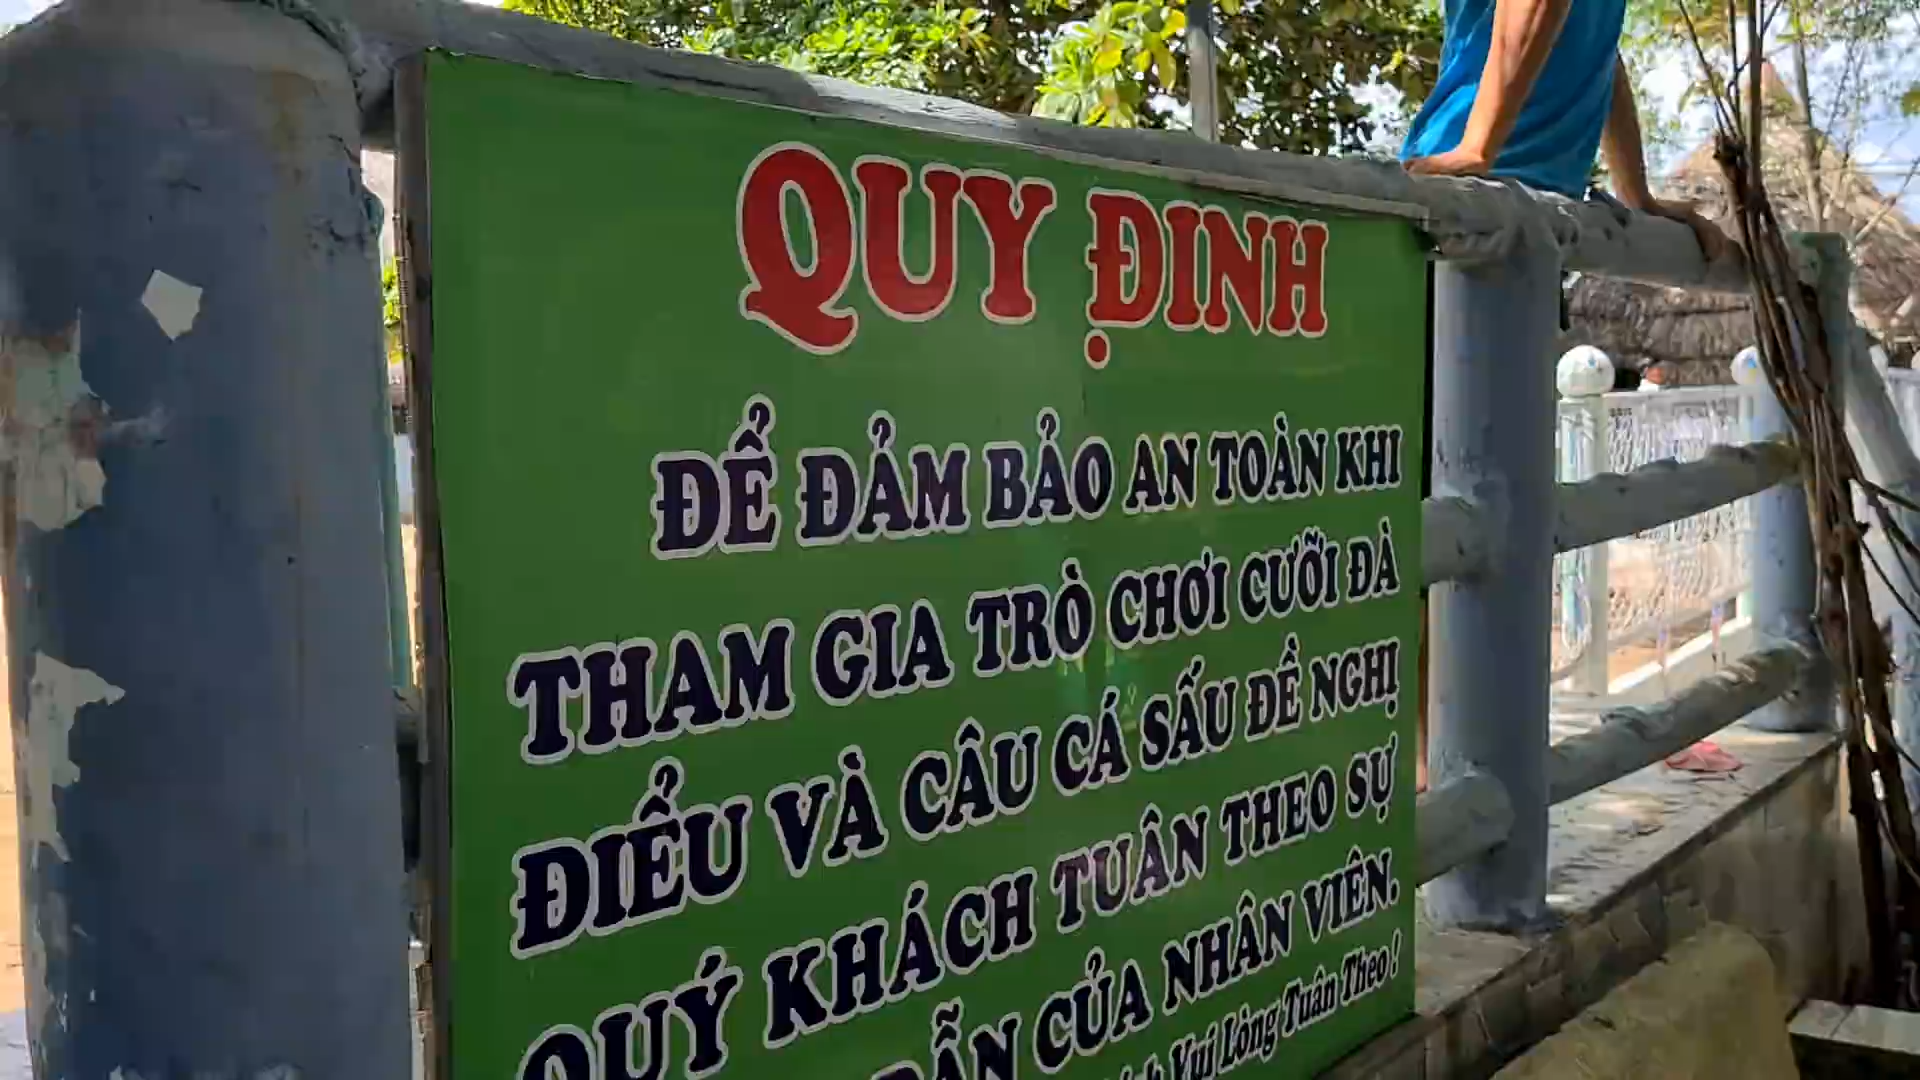 QUY ĐỊNH
ĐỂ ĐẢM BẢO AN TOÀN KHI
THAM GIA TRÒ CHƠI CƯỠI ĐÀ
ĐIỂU VÀ CÂU CÁ SẤU ĐỀ NGHỊ
QUÝ KHÁCH TUÂN THEO SỰ
DẪN CỦA NHÂN VIÊN.
Vui Lòng Tuân Theo !